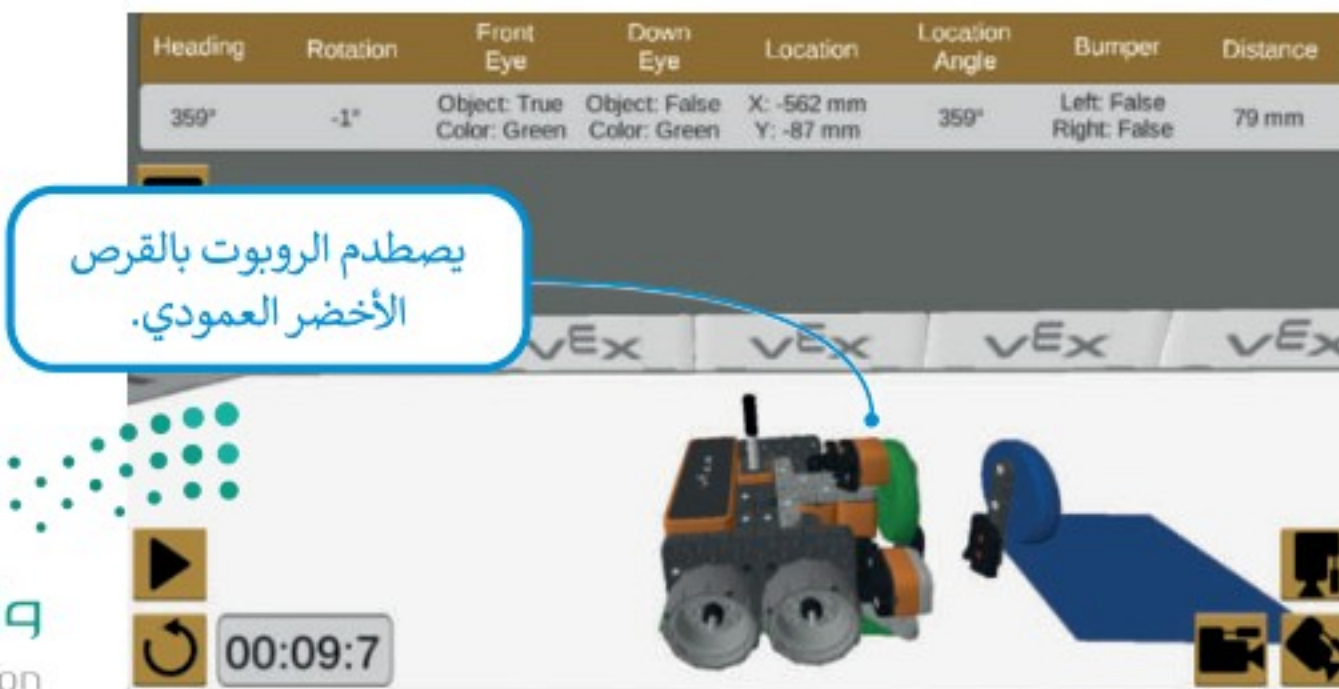 Heading Rotation Front Eye Down Eye Location Location Angle Bumper Distance
359° -1° Object: True Color: Green Object: False Color: Green X: -562 mm Y: -87 mm 359° Left: False Right: False 79 mm
يصطدم الروبوت بالقرص
الأخضر العمودي.
VEX VEX VEX VEX
vex
00:09:7